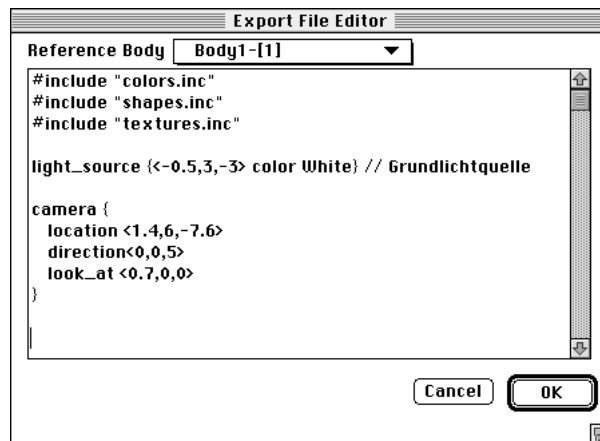 Export File Editor
Reference Body Body1-[1]
#include "colors.inc"
#include "shapes.inc"
#include "textures.inc"
light_source {<-0.5,3,-3> color White} // Grundlichtquelle
camera {
location <1.4,6,-7.6>
direction<0,0,5>
look_at <0.7,0,0>
}
Cancel OK